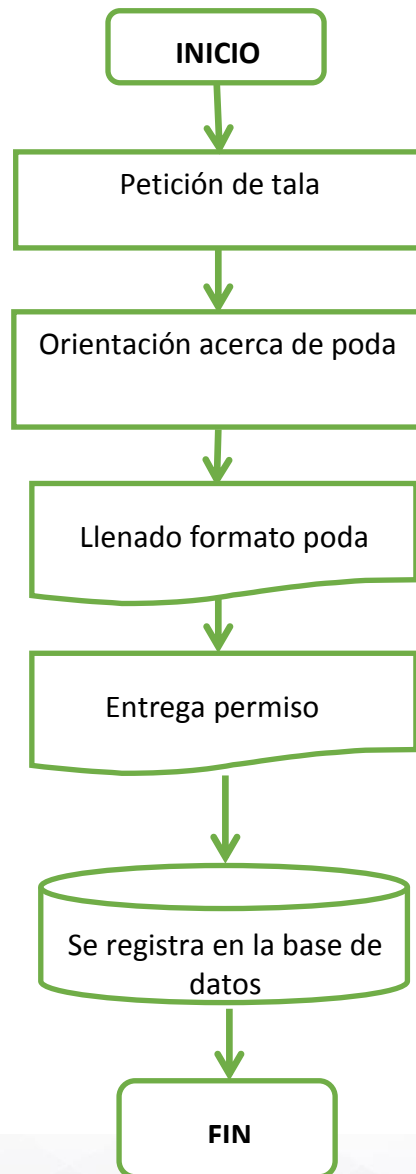 INICIO
Petición de tala
Orientación acerca de poda
Llenado formato poda
Entrega permiso
Se registra en la base de
datos
FIN